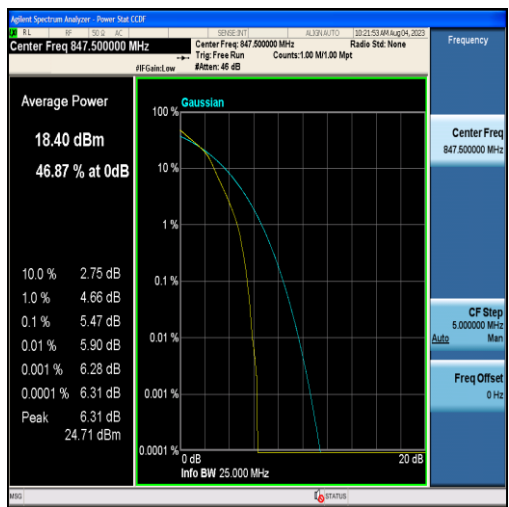 Agilent Spectrum Analyzer - Power Stat CCDF
RL RF 50 Ω AC SENSE:INT ALIGN AUTO 10:21:53 AM Aug 04, 2023
Center Freq 847.500000 MHz
Center Freq: 847.500000 MHz
Radio Std: None
Trig: Free Run Counts:1.00 M/1.00 Mpt
#IFGain:Low #Atten: 46 dB
Frequency
Average Power
18.40 dBm
46.87 % at 0dB
10.0 % 2.75 dB
1.0 % 4.66 dB
0.1 % 5.47 dB
0.01 % 5.90 dB
0.001 % 6.28 dB
0.0001 % 6.31 dB
Peak 6.31 dB
24.71 dBm
Gaussian
100 %
10 %
1 %
0.1 %
0.01 %
0.001 %
0.0001 %
0 dB
20 dB
Info BW 25.000 MHz
Center Freq
847.500000 MHz
CF Step
5.000000 MHz
Auto Man
Freq Offset
0 Hz
MSG
STATUS